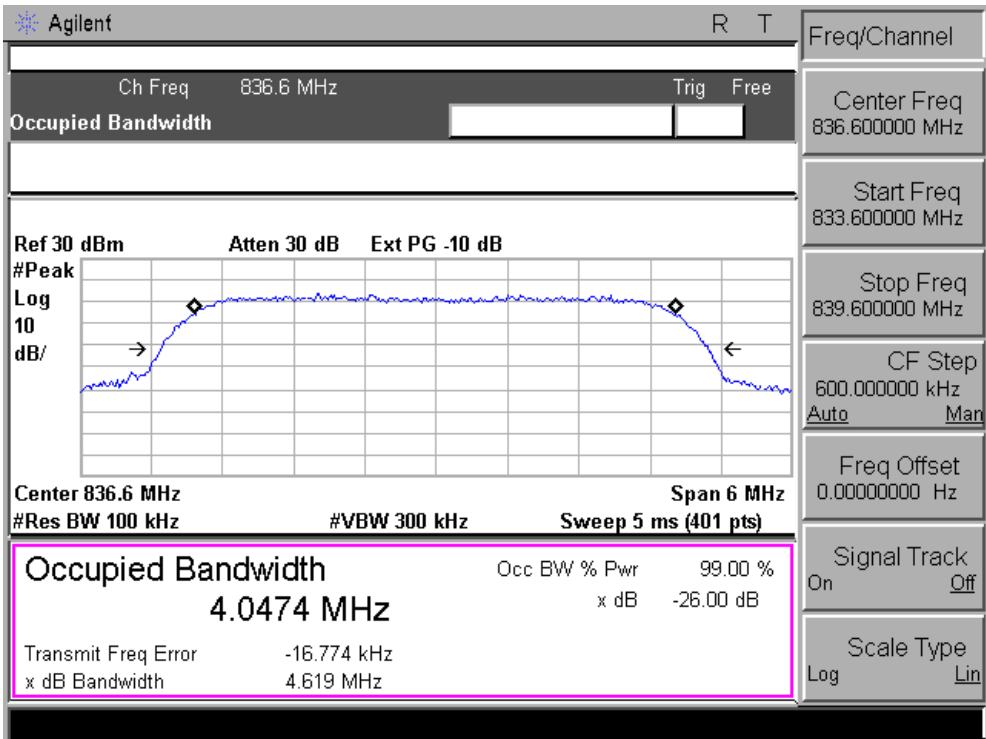 Agilent R T
Ch Freq 836.6 MHz Trig Free
Occupied Bandwidth
Ref 30 dBm Atten 30 dB Ext PG -10 dB
#Peak
Log
10
dB/
Center 836.6 MHz Span 6 MHz
#Res BW 100 kHz #VBW 300 kHz Sweep 5 ms (401 pts)
Occupied Bandwidth
4.0474 MHz
Occ BW % Pwr 99.00 %
x dB -26.00 dB
Transmit Freq Error -16.774 kHz
x dB Bandwidth 4.619 MHz
Freq/Channel
Center Freq
836.600000 MHz
Start Freq
833.600000 MHz
Stop Freq
839.600000 MHz
CF Step
600.000000 kHz
Auto Man
Freq Offset
0.00000000 Hz
Signal Track
On Off
Scale Type
Log Lin